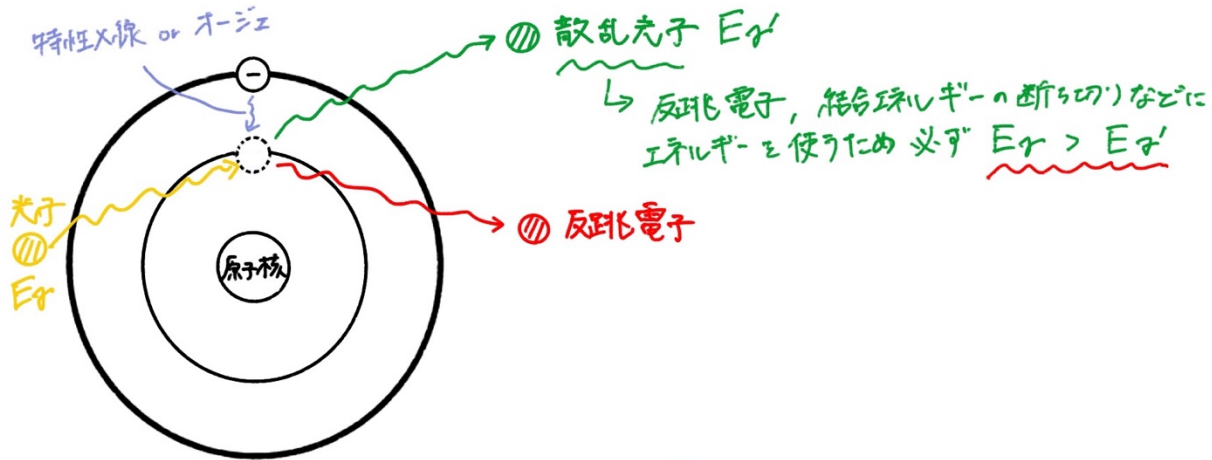 特性X線 or オージェ
散乱光子 Eγ'
↳ 反跳電子, 結合エネルギーの断ち切りなどに
エネルギーを使うため 必ず Eγ > Eγ'
光子
Eγ
反跳電子
原子核